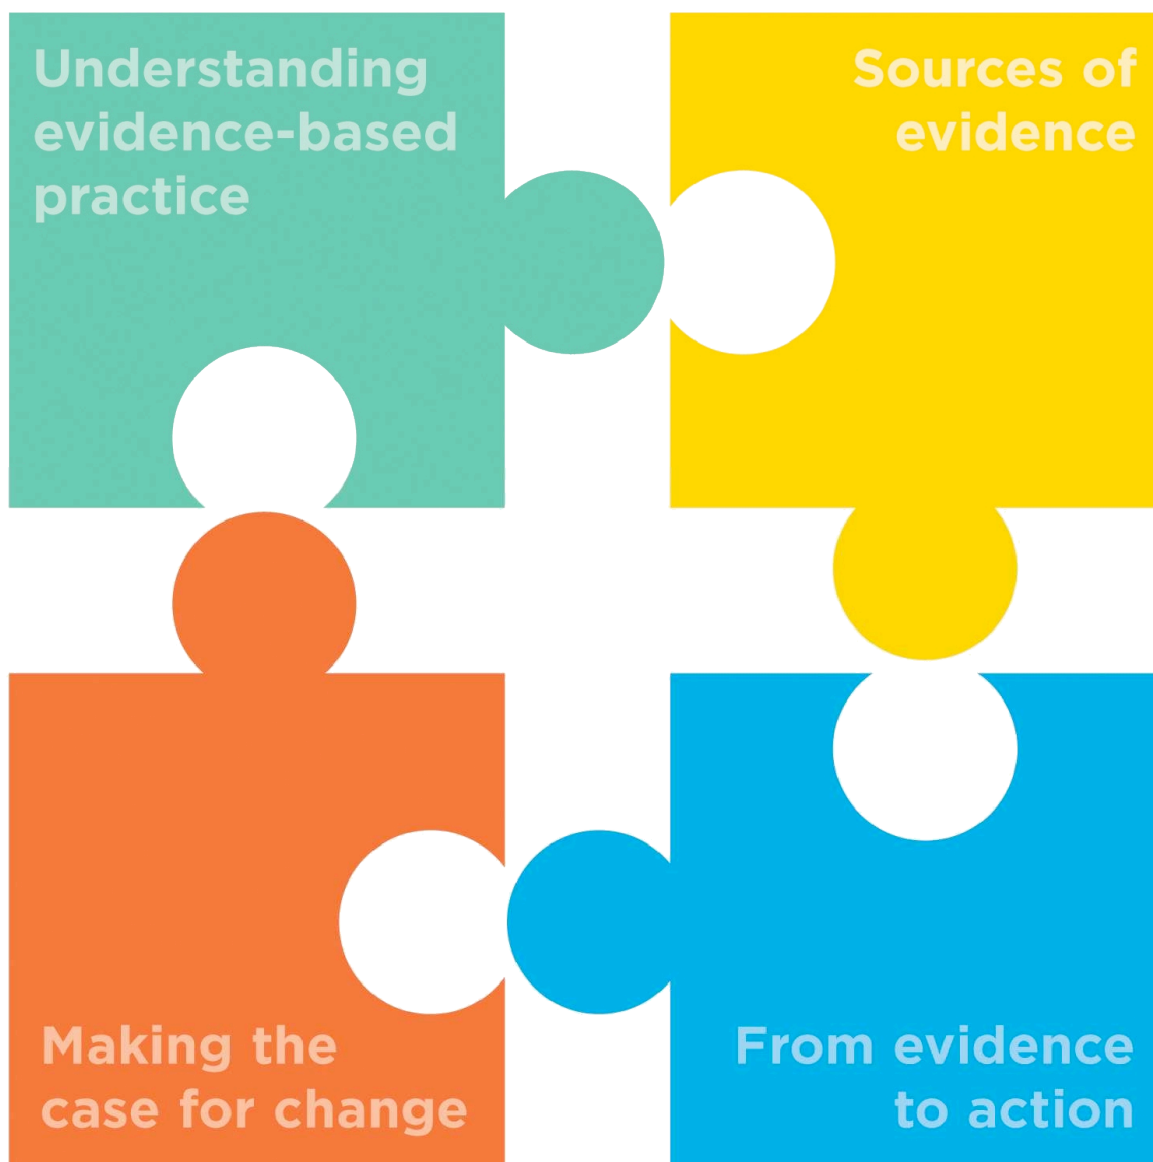 Understanding
evidence-based
practice
Sources of
evidence
Making the
case for change
From evidence
to action